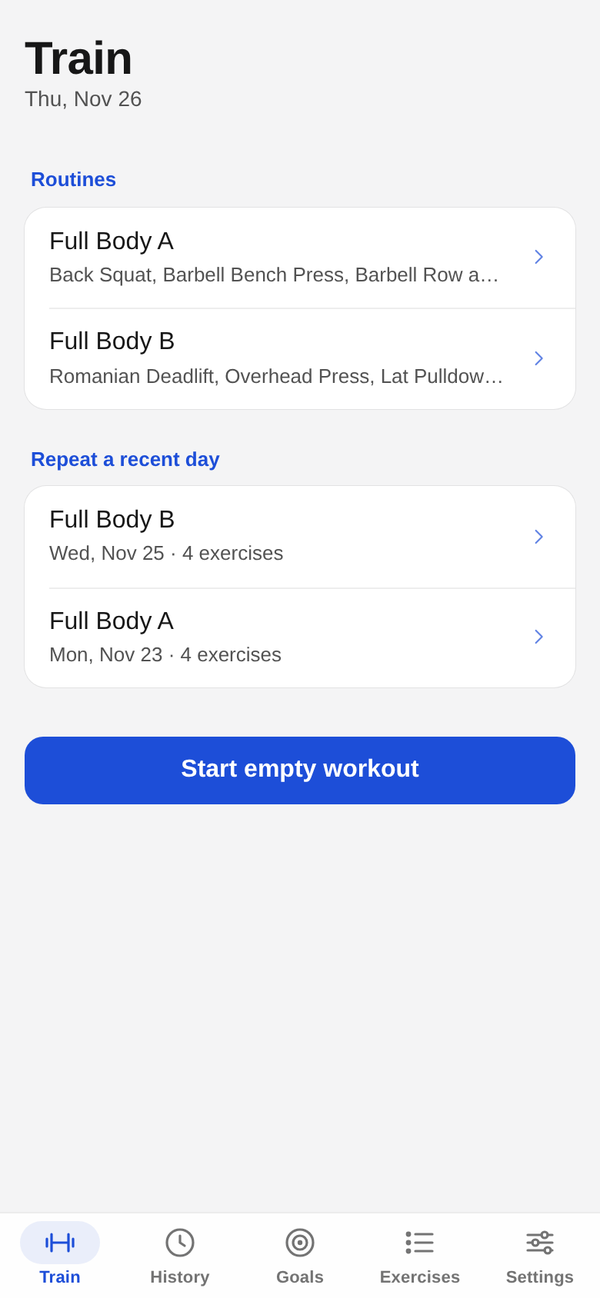 Train
Thu, Nov 26
Routines
Full Body A
Back Squat, Barbell Bench Press, Barbell Row a…
Full Body B
Romanian Deadlift, Overhead Press, Lat Pulldow…
Repeat a recent day
Full Body B
Wed, Nov 25 · 4 exercises
Full Body A
Mon, Nov 23 · 4 exercises
Start empty workout
Train
History
Goals
Exercises
Settings